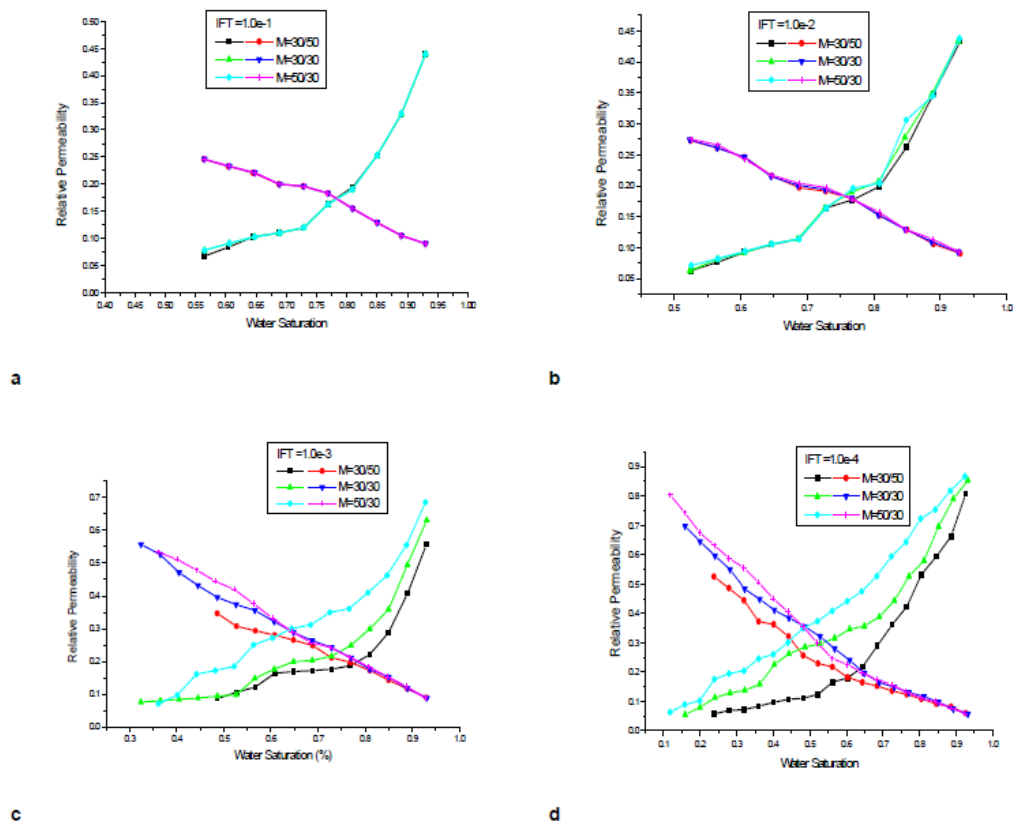 IFT =1.0e-1
M=30/50
M=30/30
M=50/30
Relative Permeability
0.50
0.45
0.40
0.35
0.30
0.25
0.20
0.15
0.10
0.05
0.00
0.40 0.45 0.50 0.55 0.60 0.65 0.70 0.75 0.80 0.85 0.90 0.95 1.00
Water Saturation
a
IFT =1.0e-2
M=30/50
M=30/30
M=50/30
Relative Permeability
0.45
0.40
0.35
0.30
0.25
0.20
0.15
0.10
0.05
0.5 0.6 0.7 0.8 0.9 1.0
Water Saturation
b
IFT =1.0e-3
M=30/50
M=30/30
M=50/30
Relative Permeability
0.7
0.6
0.5
0.4
0.3
0.2
0.1
0.0
0.3 0.4 0.5 0.6 0.7 0.8 0.9 1.0
Water Saturation (%)
c
IFT =1.0e-4
M=30/50
M=30/30
M=50/30
Relative Permeability
0.9
0.8
0.7
0.6
0.5
0.4
0.3
0.2
0.1
0.0
0.1 0.2 0.3 0.4 0.5 0.6 0.7 0.8 0.9 1.0
Water Saturation
d